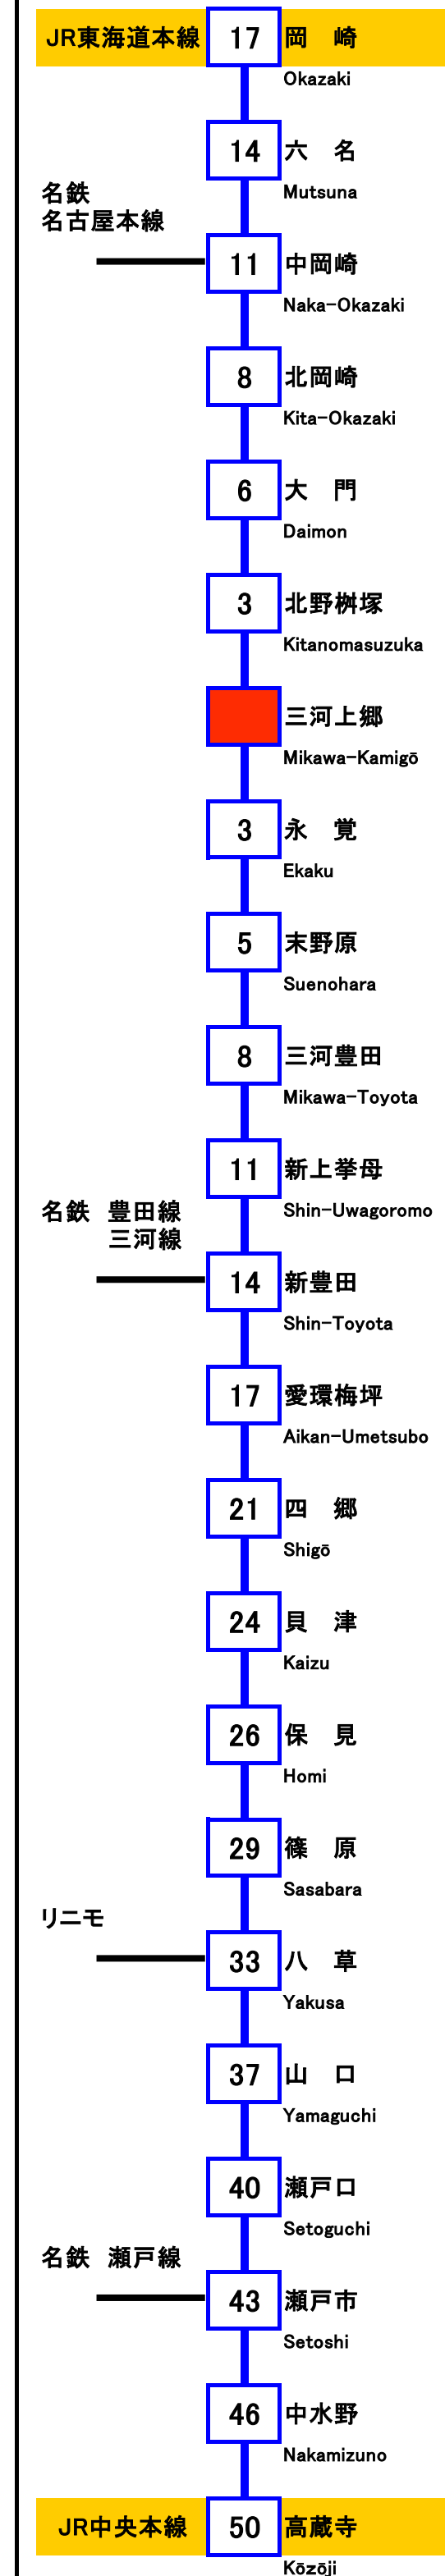 JR東海道本線 17 岡　崎
Okazaki
14 六　名
Mutsuna
名鉄
名古屋本線
11 中岡崎
Naka-Okazaki
8 北岡崎
Kita-Okazaki
6 大　門
Daimon
3 北野桝塚
Kitanomasuzuka
三河上郷
Mikawa-Kamigō
3 永　覚
Ekaku
5 末野原
Suenohara
8 三河豊田
Mikawa-Toyota
11 新上挙母
Shin-Uwagoromo
名鉄　豊田線
三河線
14 新豊田
Shin-Toyota
17 愛環梅坪
Aikan-Umetsubo
21 四　郷
Shigō
24 貝　津
Kaizu
26 保　見
Homi
29 篠　原
Sasabara
リニモ
33 八　草
Yakusa
37 山　口
Yamaguchi
40 瀬戸口
Setoguchi
名鉄　瀬戸線
43 瀬戸市
Setoshi
46 中水野
Nakamizuno
JR中央本線 50 高蔵寺
Kōzōji